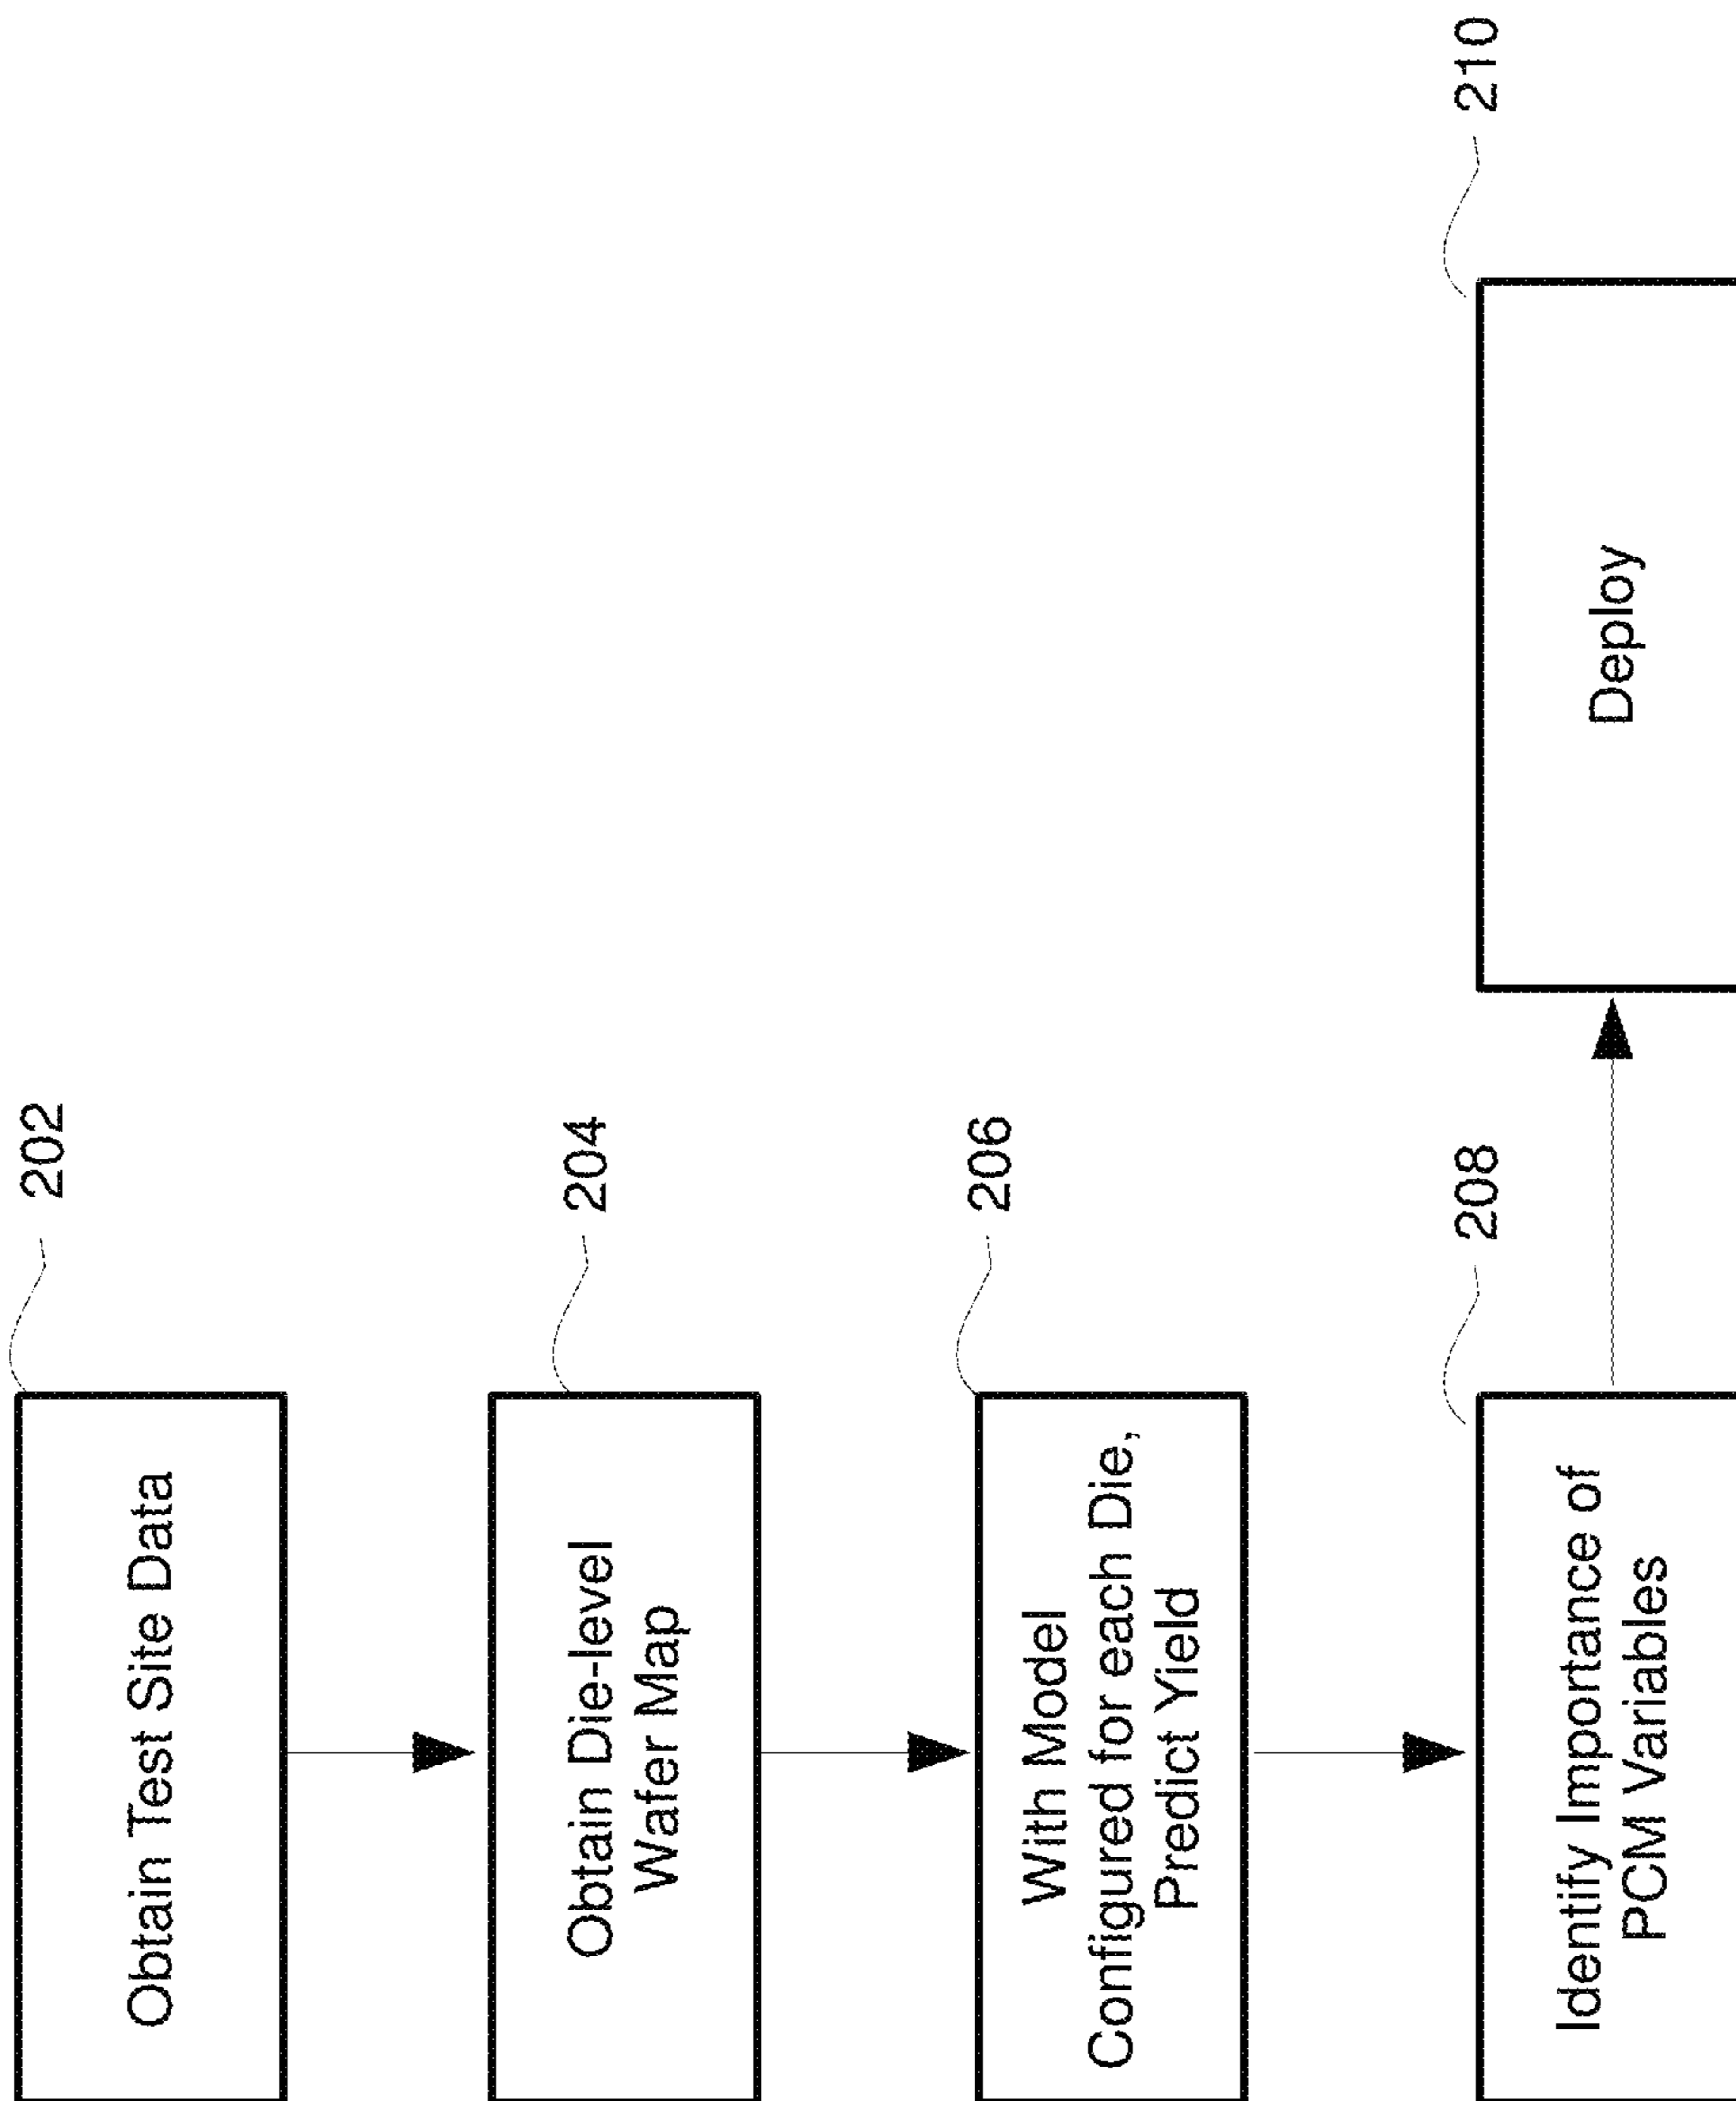 202
Obtain Test Site Data
204
Obtain Die-level
Wafer Map
206
With Model
Configured for each Die,
Predict Yield
208
Identify Importance of
PCM Variables
210
Deploy